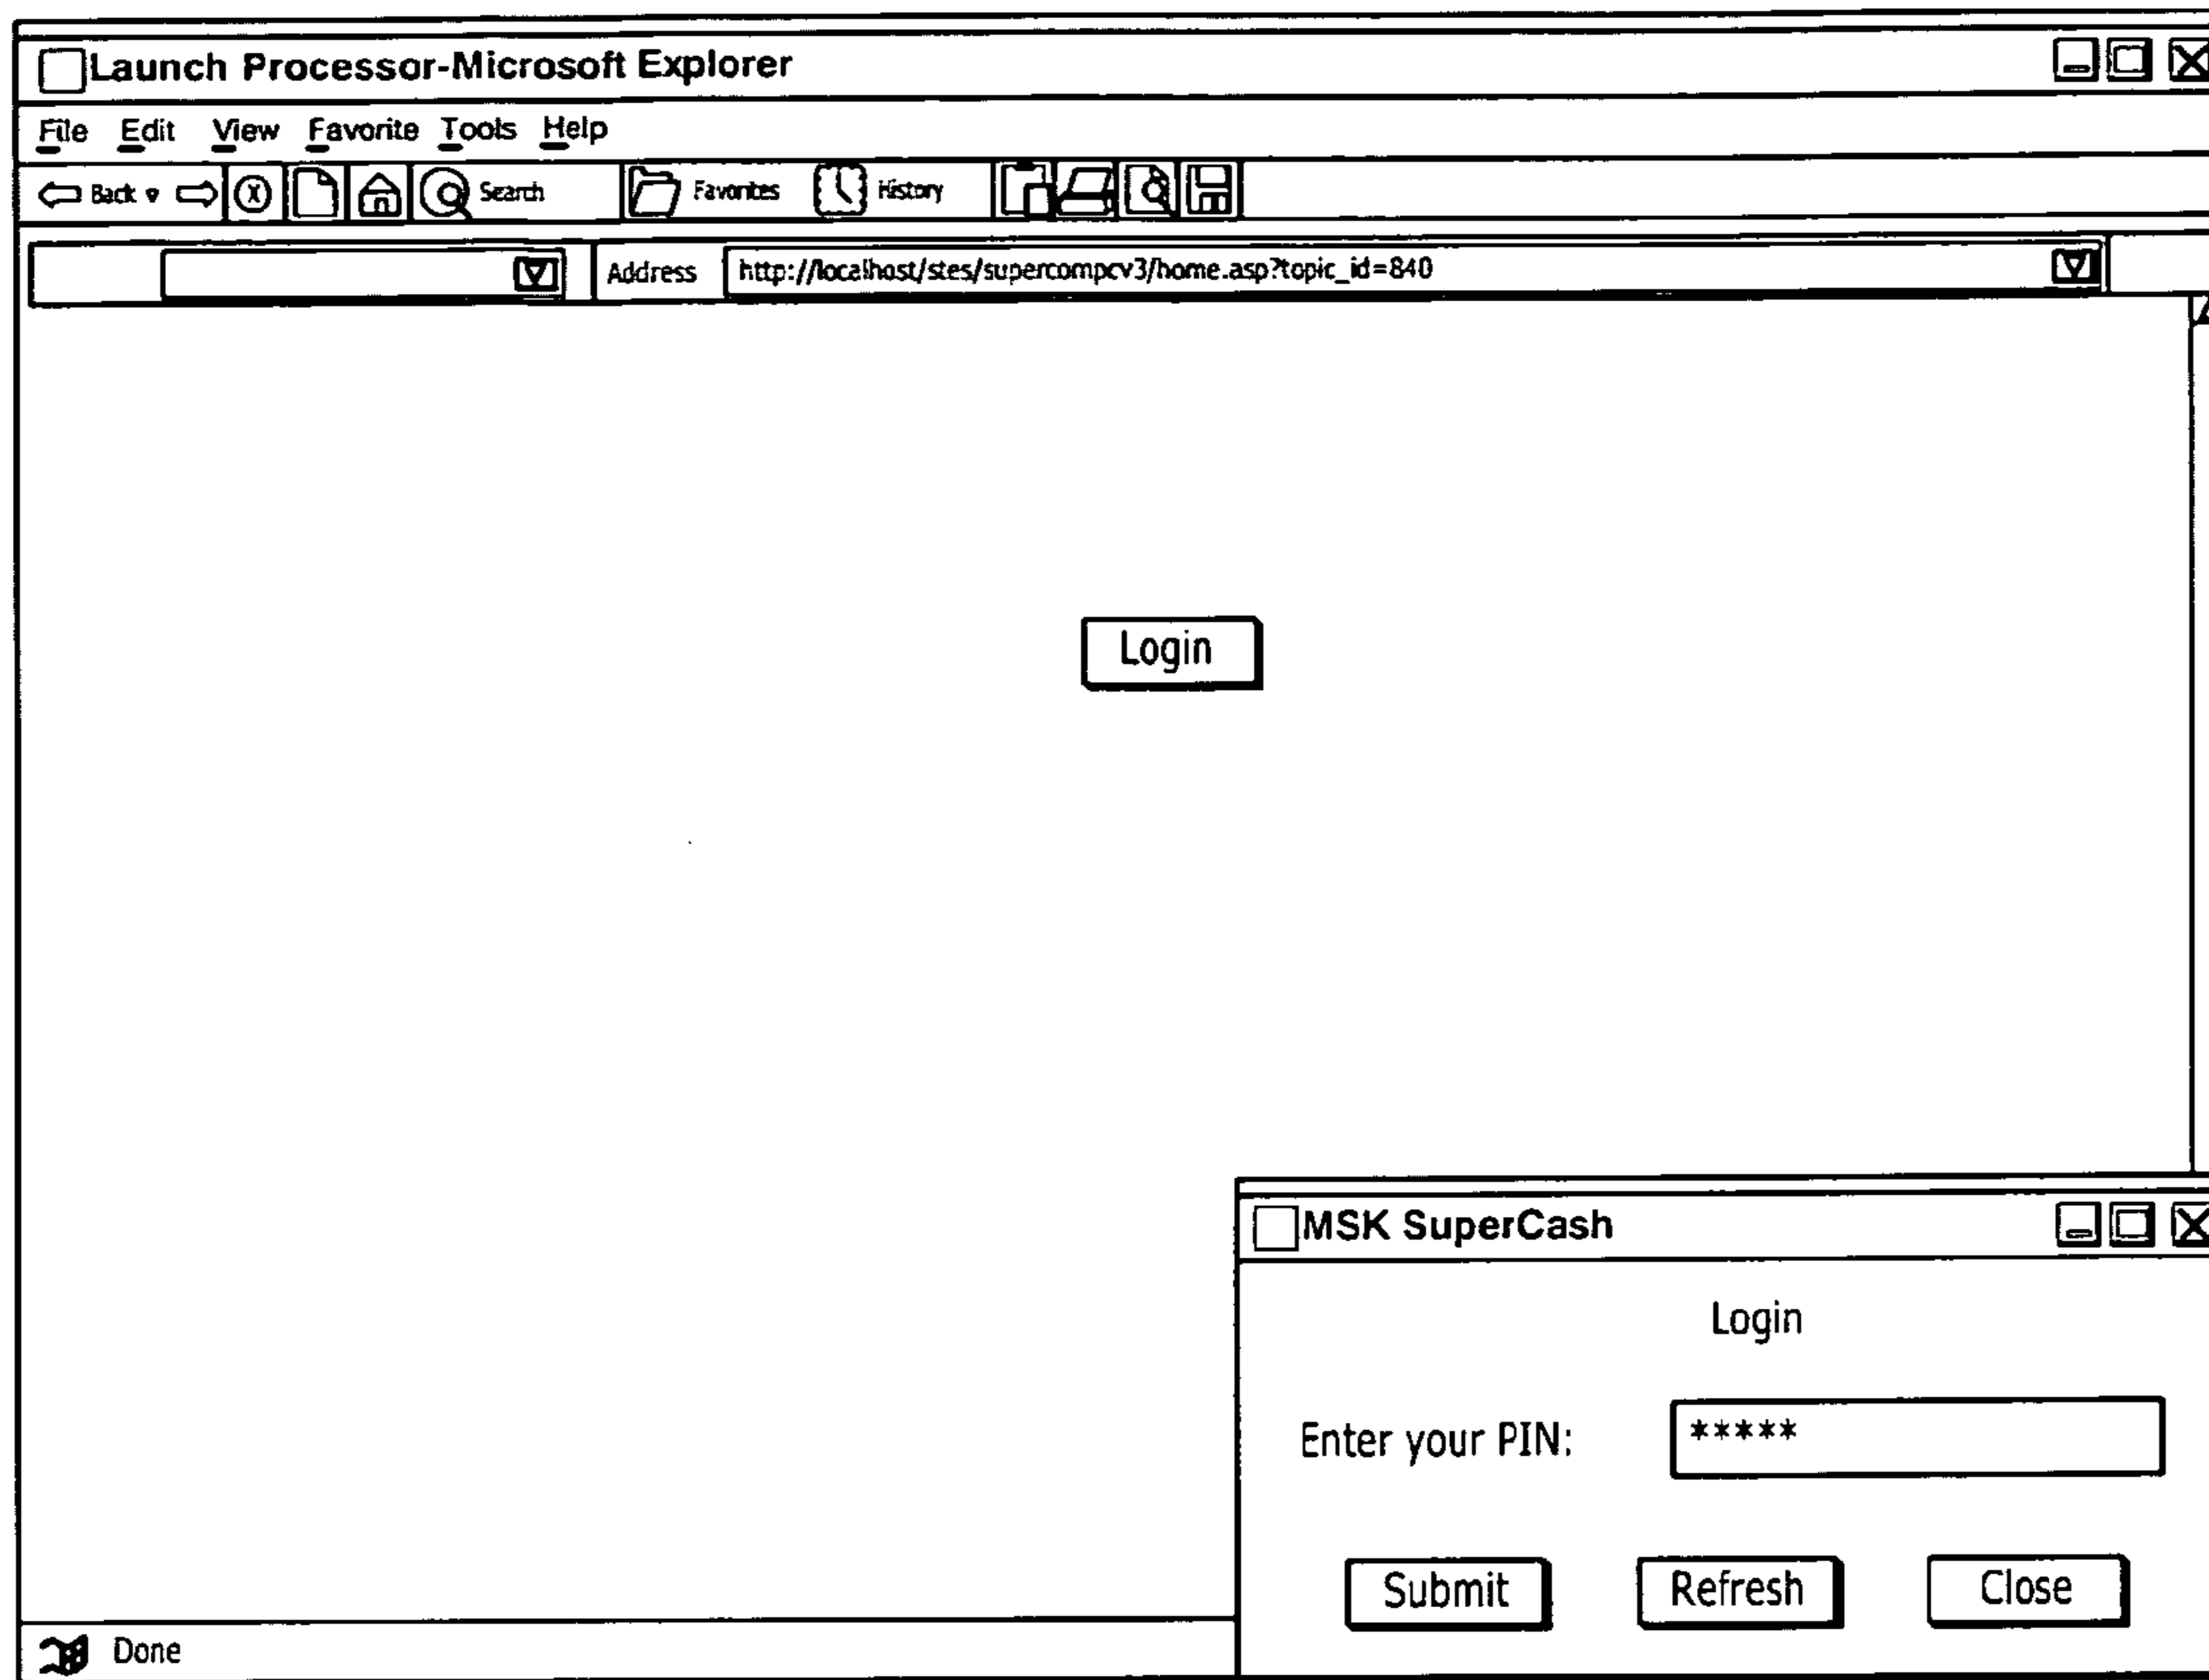 Launch Processor-Microsoft Explorer
File Edit View Favorite Tools Help
Back Search Favorites History
Address http://localhost/stes/supercompcv3/home.asp?topic_id=840
Login
MSK SuperCash
Login
Enter your PIN: *****
Submit Refresh Close
Done